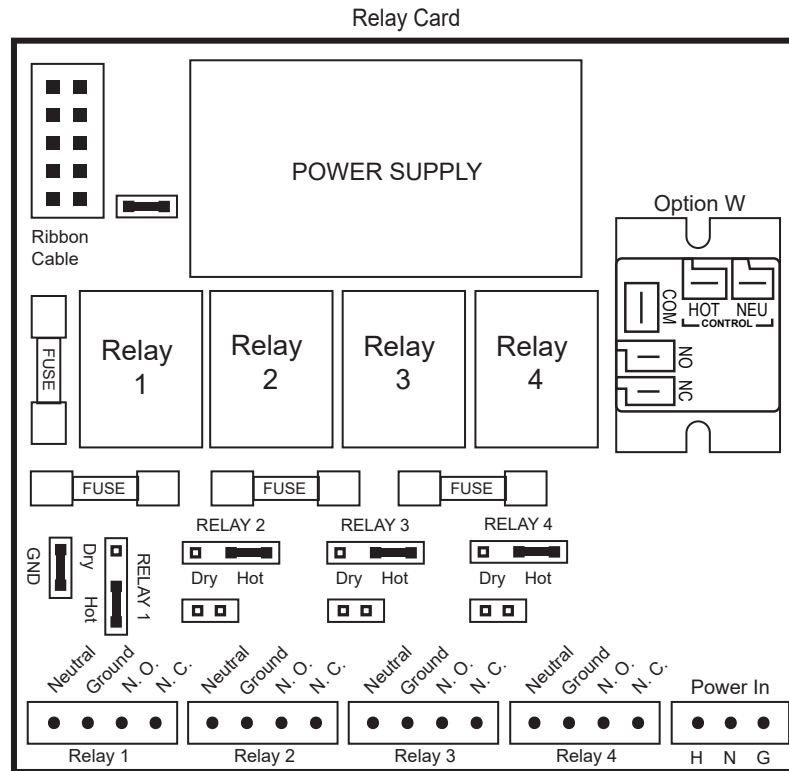 Relay Card
POWER SUPPLY
Ribbon
Cable
Option W
COM
HOT NEU
CONTROL
NO
NC
FUSE
Relay
1
Relay
2
Relay
3
Relay
4
FUSE
FUSE
FUSE
GND
Dry Hot
RELAY 1
RELAY 2
Dry Hot
RELAY 3
Dry Hot
RELAY 4
Dry Hot
Neutral Ground N. O. N. C.
Relay 1
Neutral Ground N. O. N. C.
Relay 2
Neutral Ground N. O. N. C.
Relay 3
Neutral Ground N. O. N. C.
Relay 4
Power In
H N G